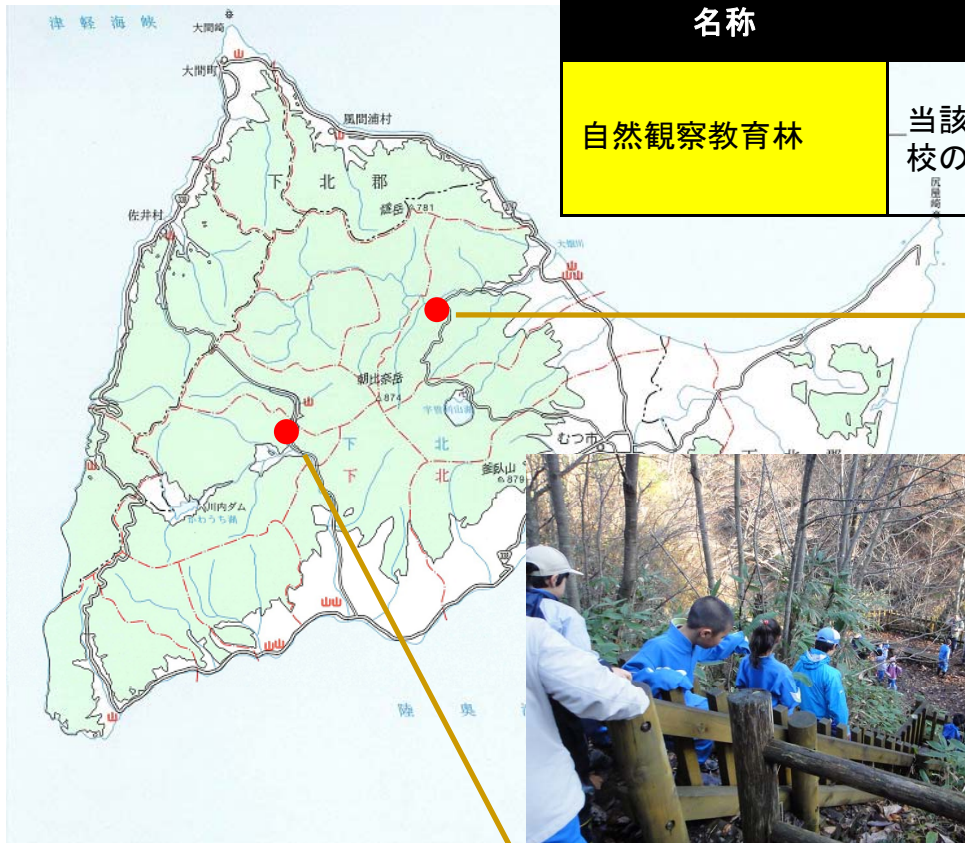 名称
自然観察教育林
当該
校の
津軽海峡
大間崎
大間町
風間浦村
下北郡
佐井村
燧岳 781
尻屋崎
朝比奈岳
874
宇曽利山湖
むつ市
下北
下北
釜臥山
879
川内ダム
かわうち湖
陸奥